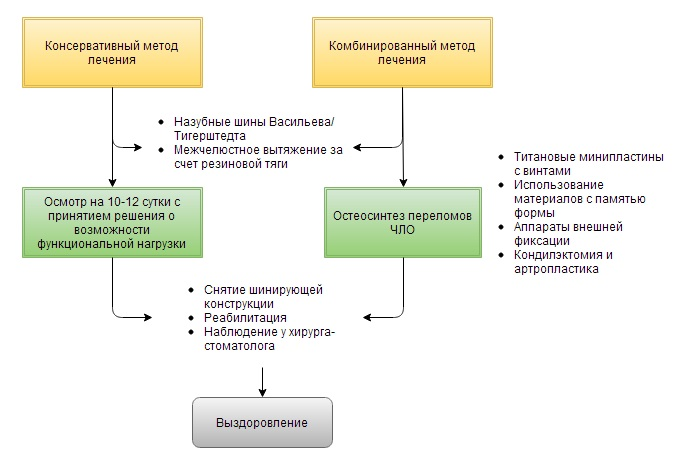 Консервативный метод
лечения
Комбинированный метод
лечения
• Назубные шины Васильева/
Тигерштедта
• Межчелюстное вытяжение за
счет резиновой тяги
• Титановые минипластины
с винтами
• Использование
материалов с памятью
формы
• Аппараты внешней
фиксации
• Кондилэктомия и
артропластика
Осмотр на 10-12 сутки с
принятием решения о
возможности
функциональной нагрузки
Остеосинтез переломов
ЧЛО
• Снятие шинирующей
конструкции
• Реабилитация
• Наблюдение у хирурга-
стоматолога
Выздоровление